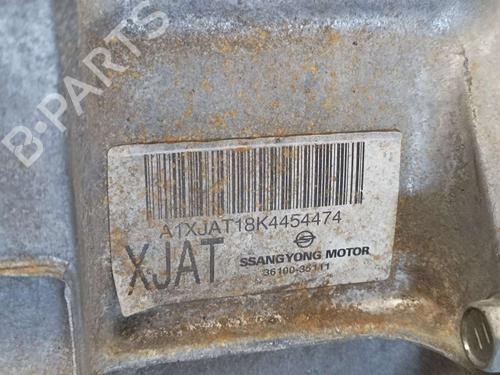 B-PARTS
A1XJAT18K4454474
XJAT
SSANGYONG MOTOR
36100-35111